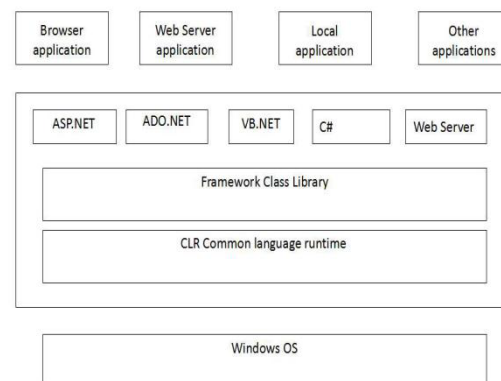 Browser
application
Web Server
application
Local
application
Other
applications
ASP.NET
ADO.NET
VB.NET
C#
Web Server
Framework Class Library
CLR Common language runtime
Windows OS